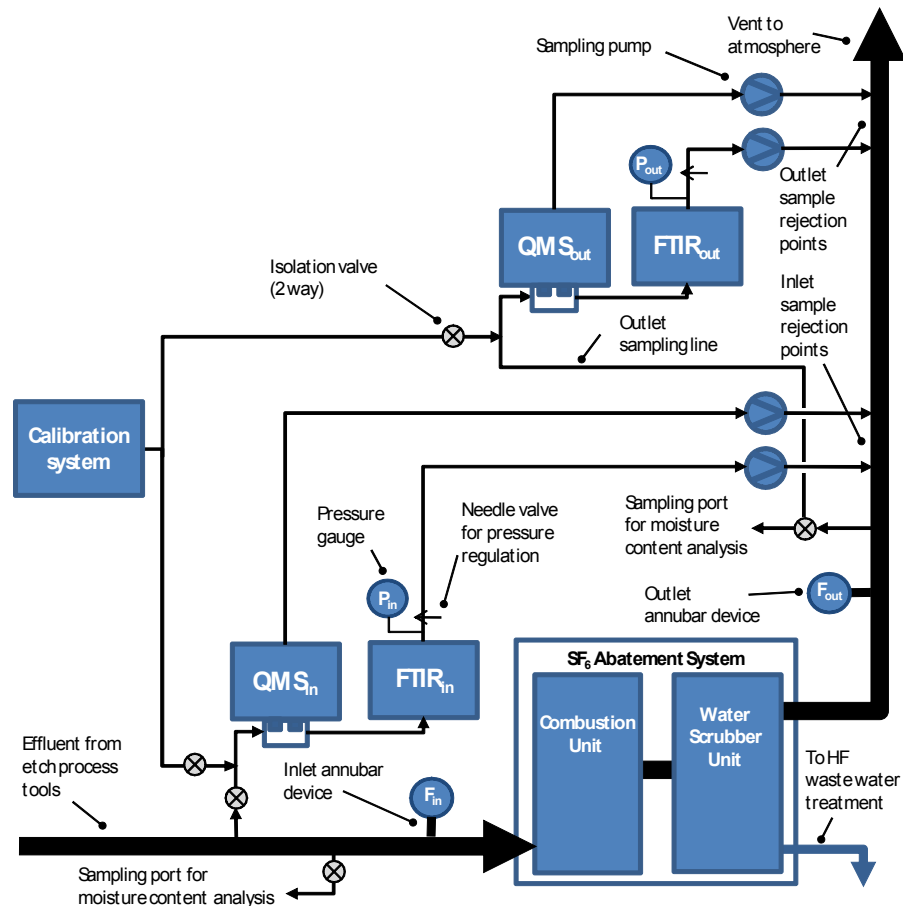 Vent to
atmosphere
Sampling pump
Pout
Outlet
sample
rejection
points
QMSout
FTIRout
Isolation valve
(2 way)
Inlet
sample
rejection
points
Outlet
sampling line
Calibration
system
Pressure
gauge
Needle valve
for pressure
regulation
Sampling port
for moisture
content analysis
Pin
Outlet
annubar device
Fout
QMSin
FTIRin
SF6 Abatement System
Combustion
Unit
Water
Scrubber
Unit
Effluent from
etch process
tools
Inlet annubar
device
Fin
To HF
waste water
treatment
Sampling port for
moisture content analysis